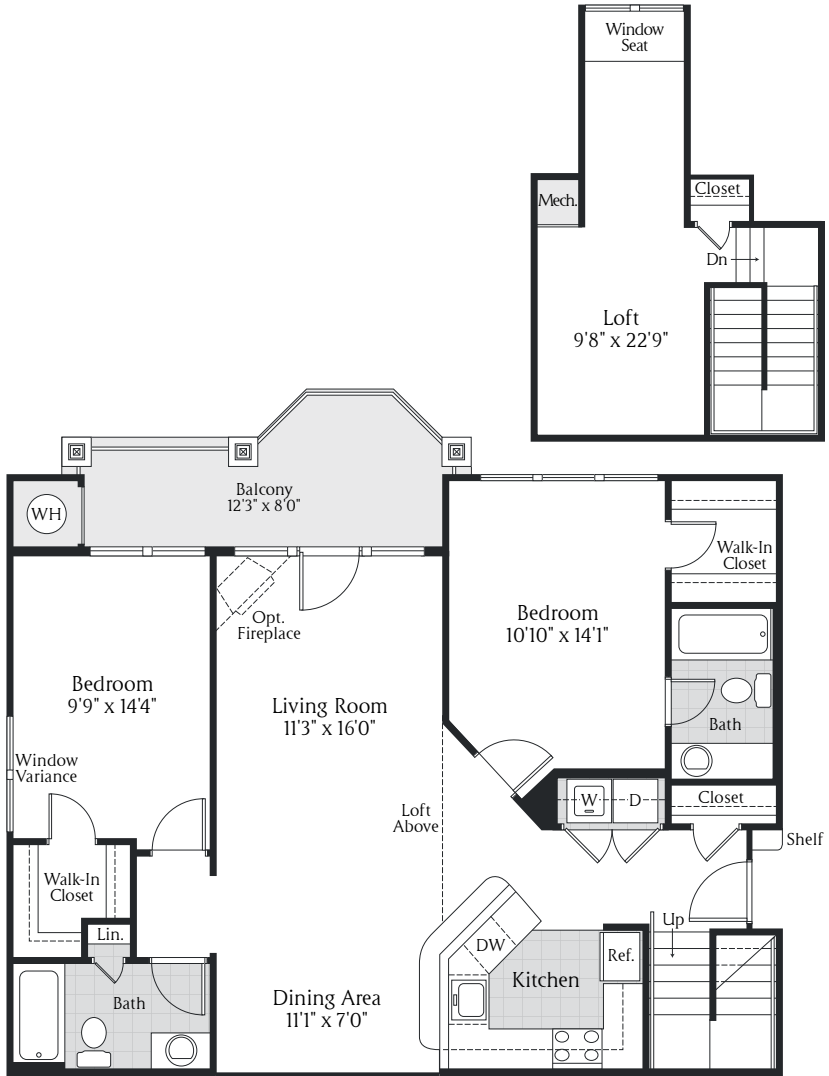 Window
Seat
Mech.
Closet
Dn
Loft
9'8" x 22'9"
Balcony
12'3" x 8'0"
WH
Walk-In
Closet
Opt.
Fireplace
Bedroom
10'10" x 14'1"
Bedroom
9'9" x 14'4"
Living Room
11'3" x 16'0"
Bath
Window
Variance
Loft
Above
W
D
Closet
Shelf
Walk-In
Closet
Up
Lin.
DW
Ref.
Kitchen
Bath
Dining Area
11'1" x 7'0"